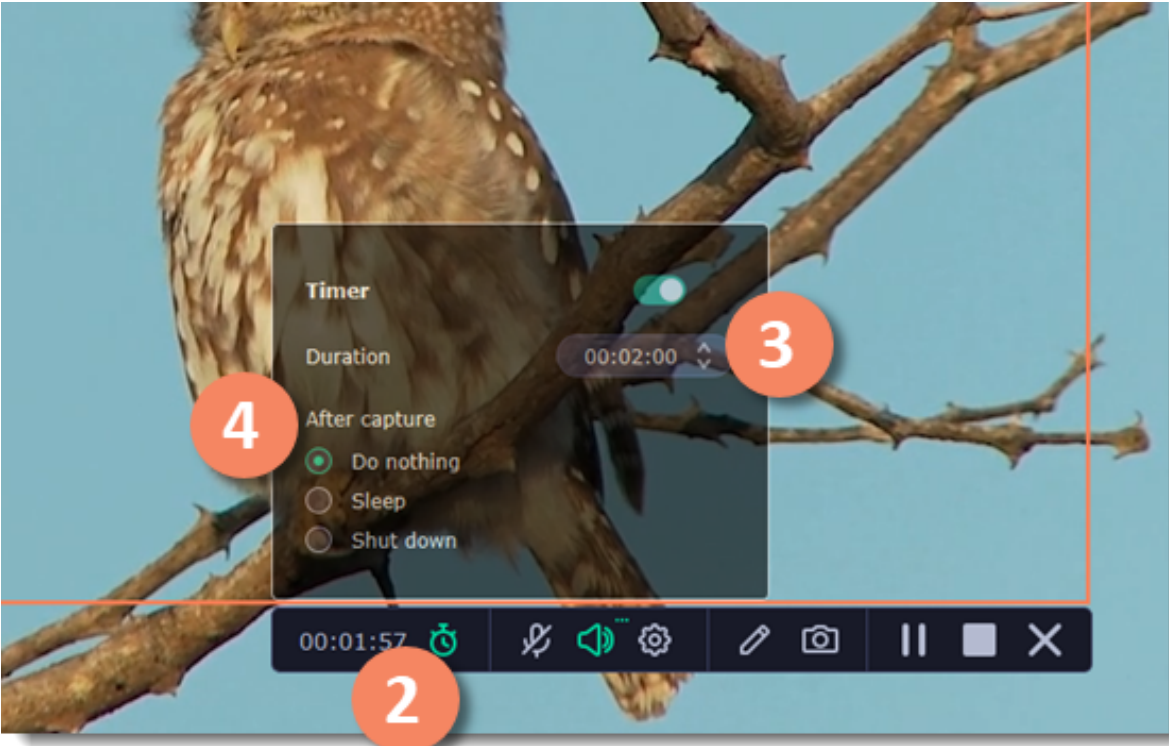 Timer
Duration 00:02:00
3
4
After capture
Do nothing
Sleep
Shut down
00:01:57
2